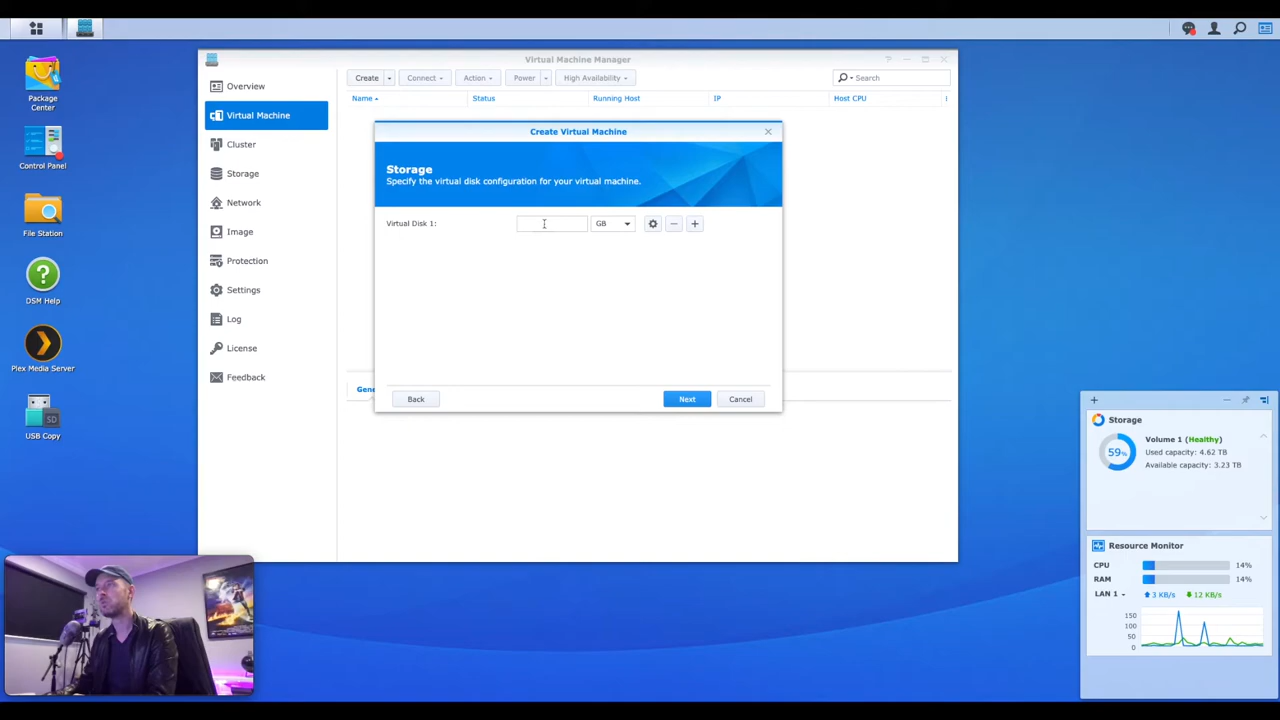 Virtual Machine Manager
Package
Center
Control Panel
File Station
DSM Help
Plex Media Server
USB Copy
SD
Overview
Virtual Machine
Cluster
Storage
Network
Image
Protection
Settings
Log
License
Feedback
Create
Connect
Action
Power
High Availability
Search
Name
Status
Running Host
IP
Host CPU
Create Virtual Machine
Storage
Specify the virtual disk configuration for your virtual machine.
Virtual Disk 1:
GB
Back
Next
Cancel
Storage
59%
Volume 1 (Healthy)
Used capacity: 4.62 TB
Available capacity: 3.23 TB
Resource Monitor
CPU 14%
RAM 14%
LAN 1 3 KB/s 12 KB/s
150
100
50
0